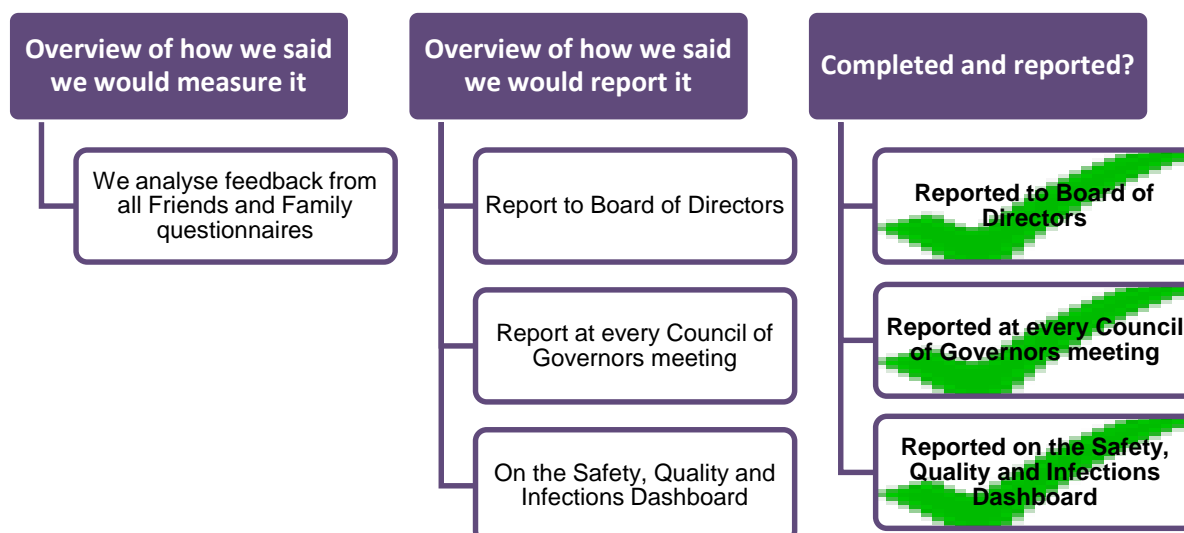 Overview of how we said
we would measure it
We analyse feedback from
all Friends and Family
questionnaires
Overview of how we said
we would report it
Report to Board of Directors
Report at every Council of
Governors meeting
On the Safety, Quality and
Infections Dashboard
Completed and reported?
Reported to Board of
Directors
Reported at every Council
of Governors meeting
Reported on the Safety,
Quality and Infections
Dashboard